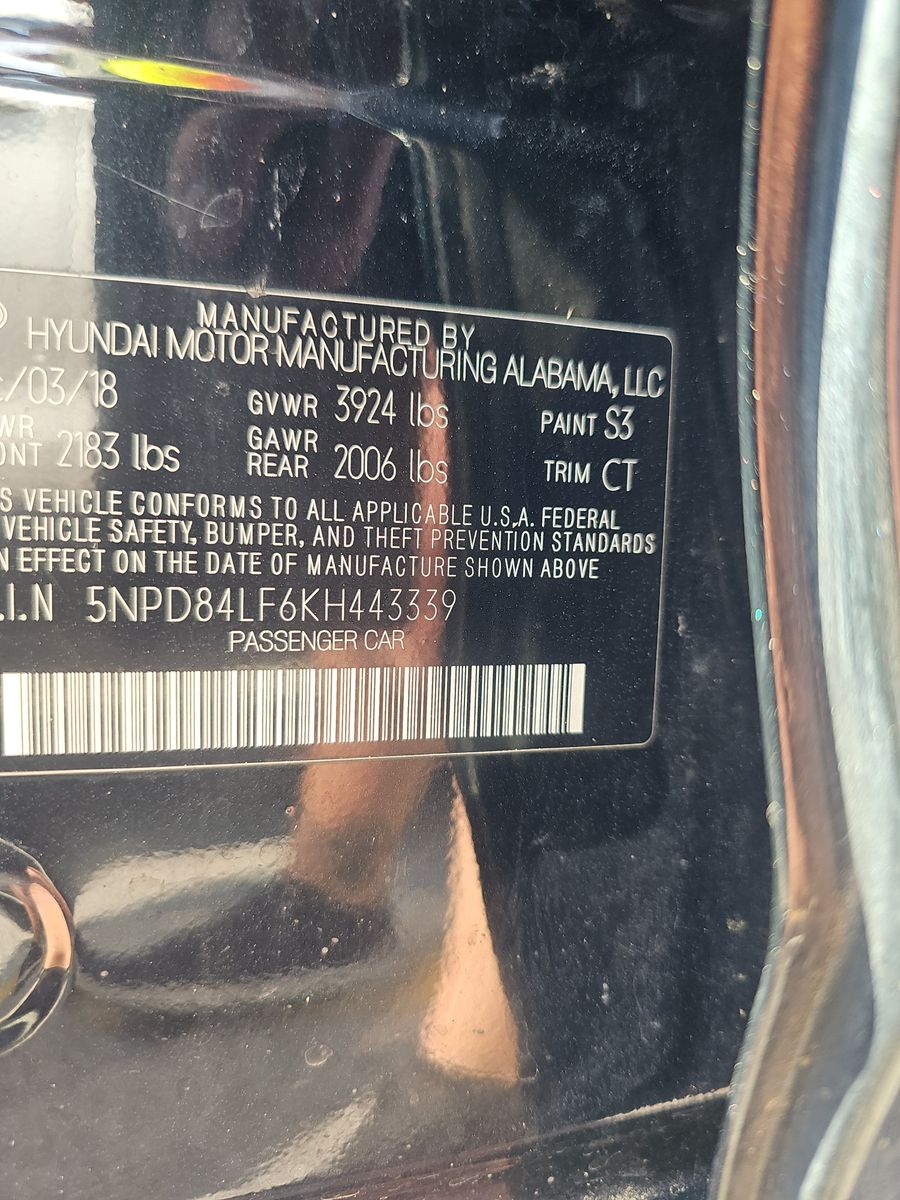 MANUFACTURED BY
HYUNDAI MOTOR MANUFACTURING ALABAMA, LLC
/03/18 GVWR 3924 lbs PAINT S3
WR
ONT 2183 lbs GAWR
REAR 2006 lbs TRIM CT
S VEHICLE CONFORMS TO ALL APPLICABLE U.S.A. FEDERAL
VEHICLE SAFETY, BUMPER, AND THEFT PREVENTION STANDARDS
N EFFECT ON THE DATE OF MANUFACTURE SHOWN ABOVE
.I.N 5NPD84LF6KH443339
PASSENGER CAR